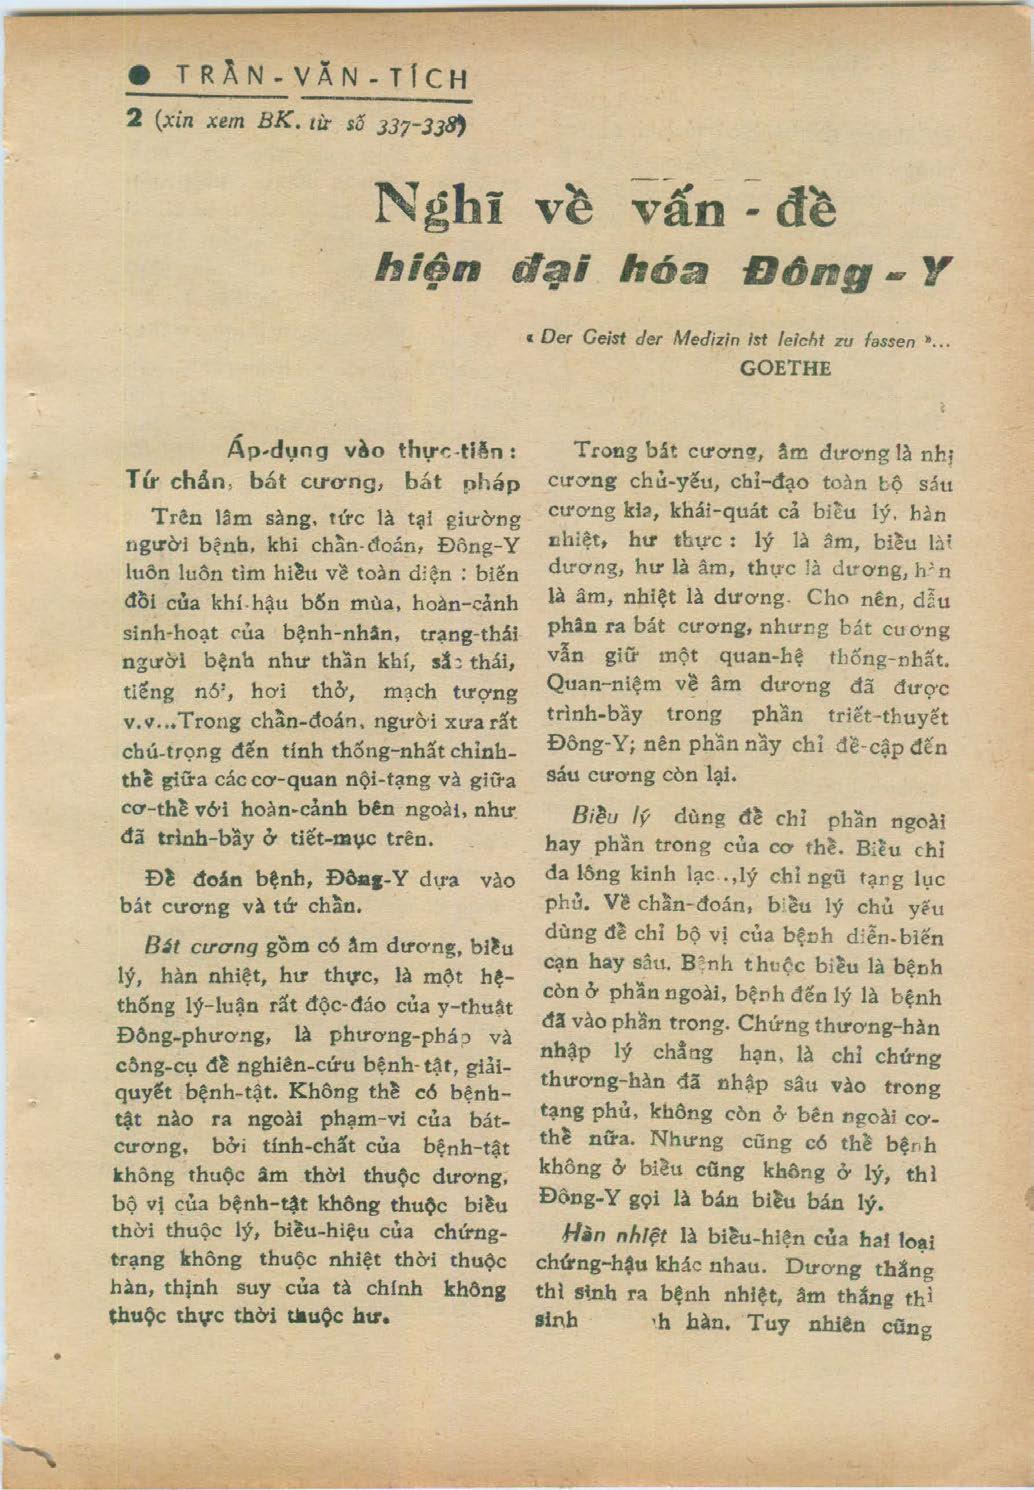 ● TRẦN-VĂN-TÍCH
2 (xin xem BK. từ số 337-338)
Nghĩ về vấn-đề
hiện đại hóa Đông-Y
« Der Geist der Medizin ist leicht zu fassen »...
GOETHE
Áp-dụng vào thực-tiễn :
Tứ chẩn, bát cương, bát pháp
Trên lâm sàng, tức là tại giường
người bệnh, khi chẩn-đoán, Đông-Y
luôn luôn tìm hiểu về toàn diện : biến
đổi của khí-hậu bốn mùa, hoàn-cảnh
sinh-hoạt của bệnh-nhân, trạng-thái
người bệnh như thần khí, sắc thái,
tiếng nói, hơi thở, mạch tượng
v.v...Trong chẩn-đoán, người xưa rất
chú-trọng đến tính thống-nhất chỉnh-
thể giữa các cơ-quan nội-tạng và giữa
cơ-thể với hoàn-cảnh bên ngoài, như
đã trình-bầy ở tiết-mục trên.
Để đoán bệnh, Đông-Y dựa vào
bát cương và tứ chẩn.
Bát cương gồm có âm dương, biểu
lý, hàn nhiệt, hư thực, là một hệ-
thống lý-luận rất độc-đáo của y-thuật
Đông-phương, là phương-pháp và
công-cụ để nghiên-cứu bệnh-tật, giải-
quyết bệnh-tật. Không thể có bệnh-
tật nào ra ngoài phạm-vi của bát-
cương, bởi tính-chất của bệnh-tật
không thuộc âm thời thuộc dương,
bộ vị của bệnh-tật không thuộc biểu
thời thuộc lý, biểu-hiệu của chứng-
trạng không thuộc nhiệt thời thuộc
hàn, thịnh suy của tà chính không
thuộc thực thời thuộc hư.
Trong bát cương, âm dương là nhị
cương chủ-yếu, chỉ-đạo toàn bộ sáu
cương kia, khái-quát cả biểu lý, hàn
nhiệt, hư thực : lý là âm, biểu là
dương, hư là âm, thực là dương, hàn
là âm, nhiệt là dương. Cho nên, dẫu
phân ra bát cương, nhưng bát cương
vẫn giữ một quan-hệ thống-nhất.
Quan-niệm về âm dương đã được
trình-bầy trong phần triết-thuyết
Đông-Y; nên phần nầy chỉ đề-cập đến
sáu cương còn lại.
Biểu lý dùng để chỉ phần ngoài
hay phần trong của cơ thể. Biểu chỉ
da lông kinh lạc..,lý chỉ ngũ tạng lục
phủ. Về chẩn-đoán, biểu lý chủ yếu
dùng để chỉ bộ vị của bệnh diễn-biến
cạn hay sâu. Bệnh thuộc biểu là bệnh
còn ở phần ngoài, bệnh đến lý là bệnh
đã vào phần trong. Chứng thương-hàn
nhập lý chẳng hạn, là chỉ chứng
thương-hàn đã nhập sâu vào trong
tạng phủ, không còn ở bên ngoài cơ-
thể nữa. Nhưng cũng có thể bệnh
không ở biểu cũng không ở lý, thì
Đông-Y gọi là bán biểu bán lý.
Hàn nhiệt là biểu-hiện của hai loại
chứng-hậu khác nhau. Dương thắng
thì sinh ra bệnh nhiệt, âm thắng thì
sinh hàn. Tuy nhiên cũng